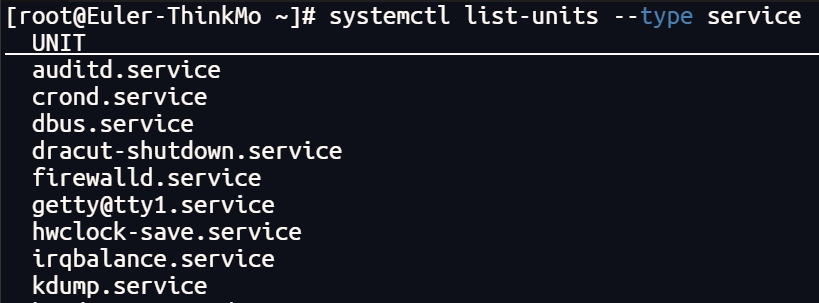 [root@Euler-ThinkMo ~]# systemctl list-units --type service
UNIT
auditd.service
crond.service
dbus.service
dracut-shutdown.service
firewalld.service
getty@tty1.service
hwclock-save.service
irqbalance.service
kdump.service